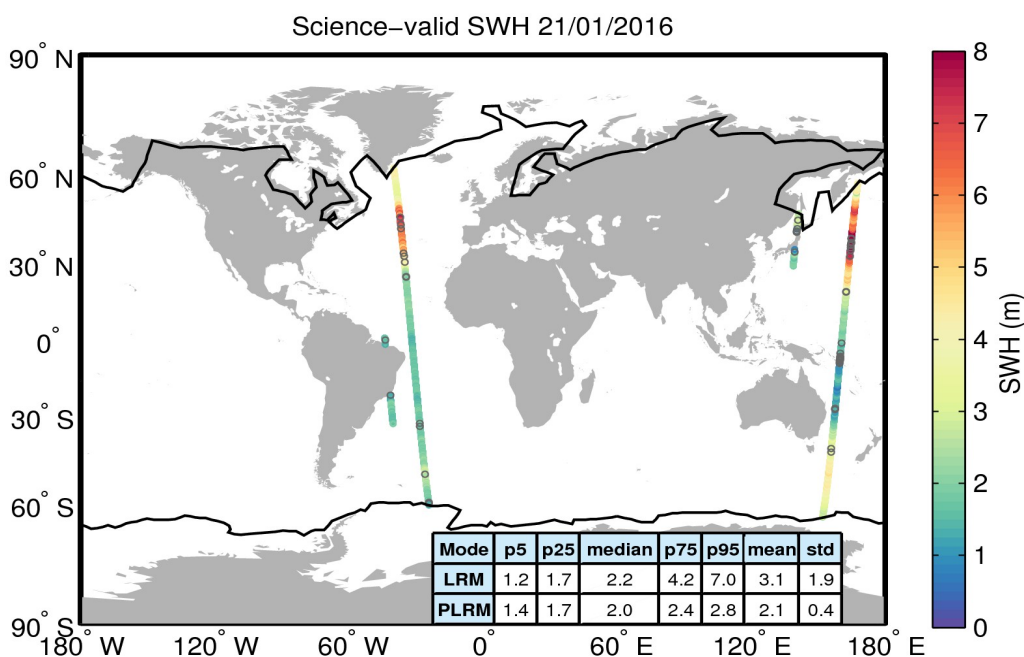 Science−valid SWH 21/01/2016
90° N
60° N
30° N
0°
30° S
60° S
90° S
180° W 120° W 60° W 0° 60° E 120° E 180° E
8
7
6
5
4
3
2
1
0
SWH (m)
Mode p5 p25 median p75 p95 mean std
LRM 1.2 1.7 2.2 4.2 7.0 3.1 1.9
PLRM 1.4 1.7 2.0 2.4 2.8 2.1 0.4